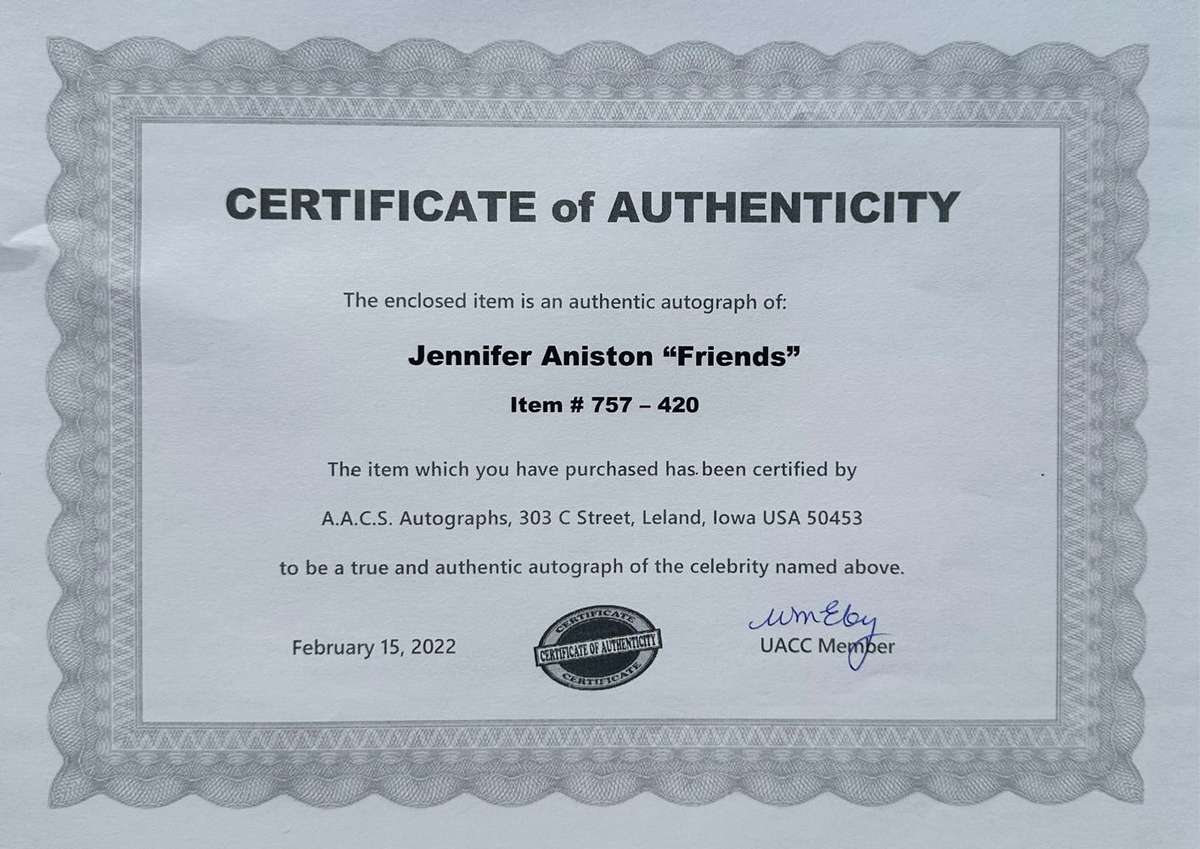 CERTIFICATE of AUTHENTICITY
The enclosed item is an authentic autograph of:
Jennifer Aniston “Friends”
Item # 757 – 420
The item which you have purchased has been certified by
A.A.C.S. Autographs, 303 C Street, Leland, Iowa USA 50453
to be a true and authentic autograph of the celebrity named above.
February 15, 2022
CERTIFICATE
CERTIFICATE OF AUTHENTICITY
CERTIFICATE
Wm Eby
UACC Member